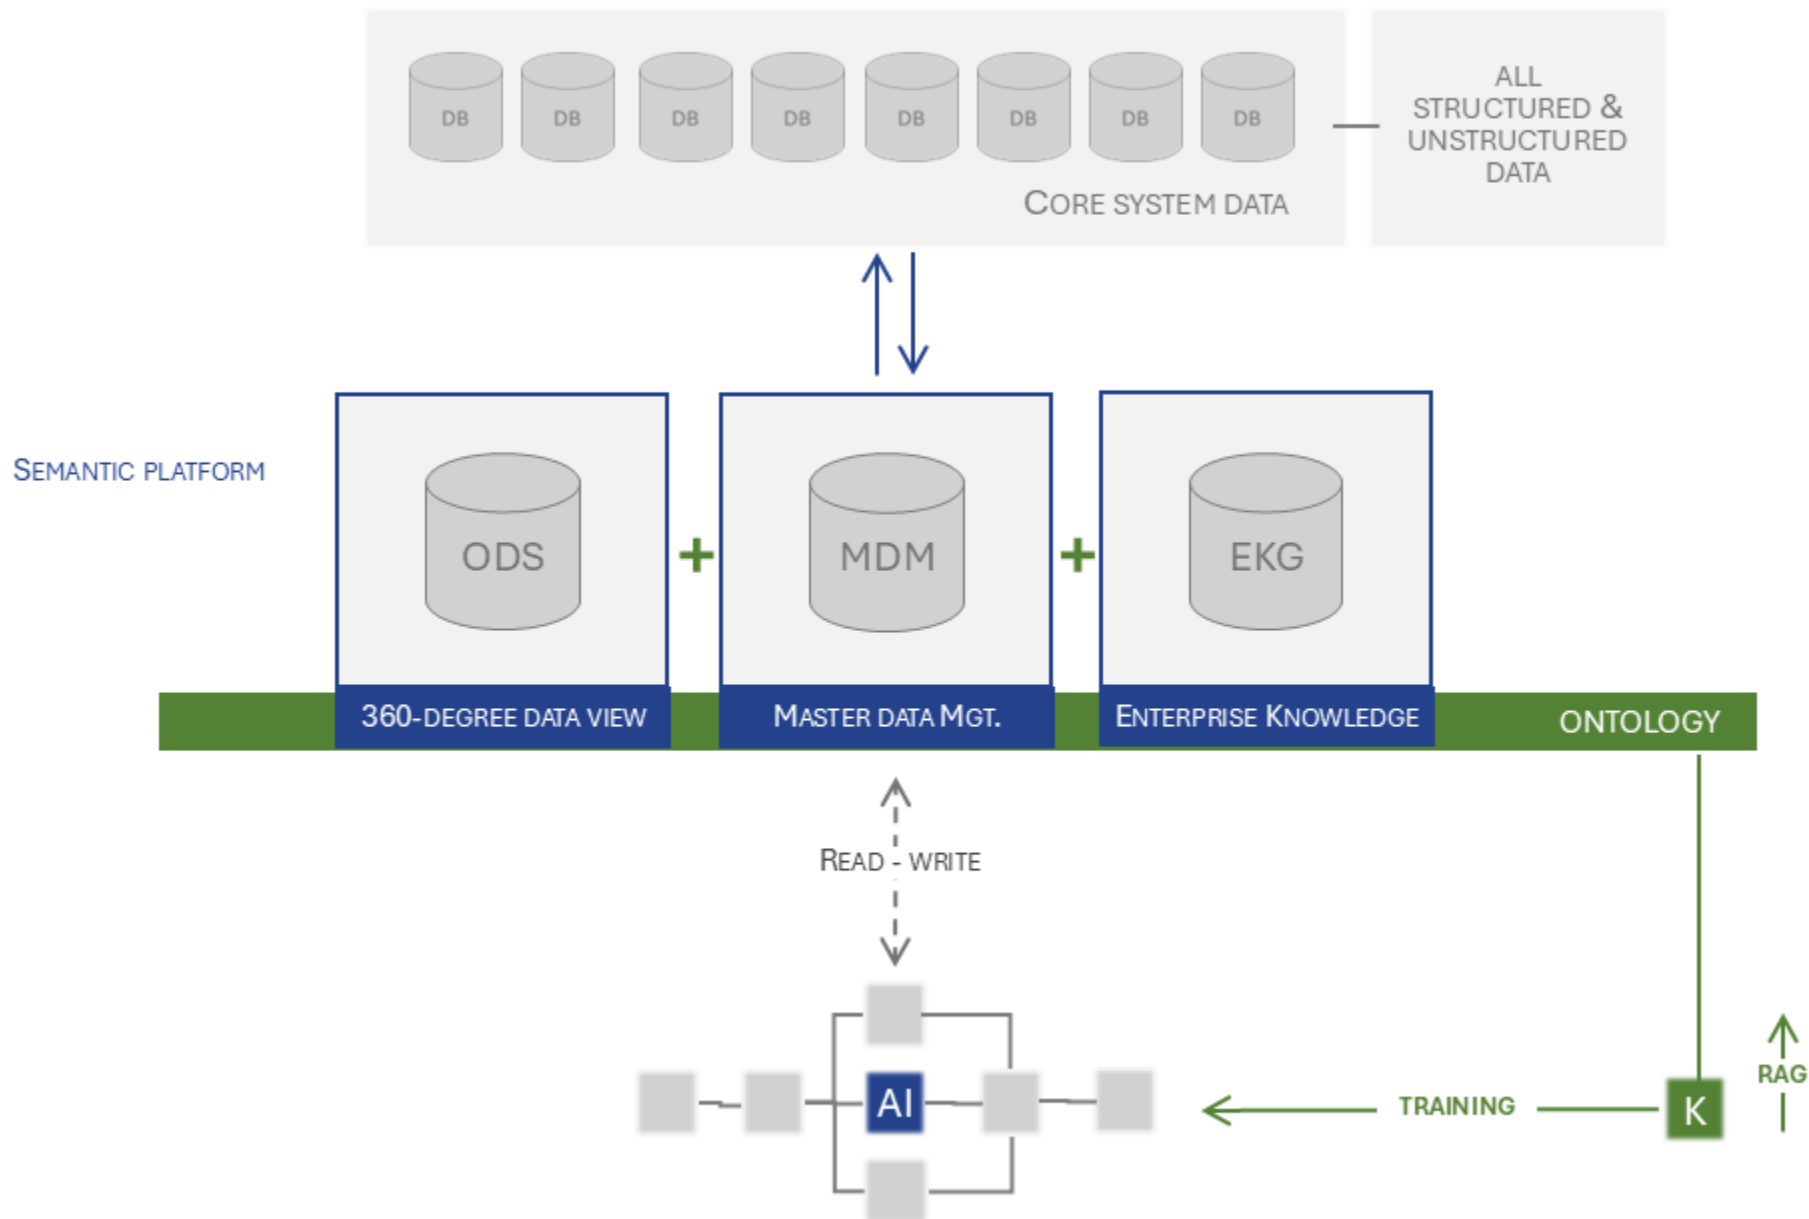 DB DB DB DB DB DB DB DB
CORE SYSTEM DATA
ALL
STRUCTURED &
UNSTRUCTURED
DATA
SEMANTIC PLATFORM
ODS + MDM + EKG
360-DEGREE DATA VIEW
MASTER DATA MGT.
ENTERPRISE KNOWLEDGE
ONTOLOGY
READ - WRITE
AI
TRAINING
K
RAG